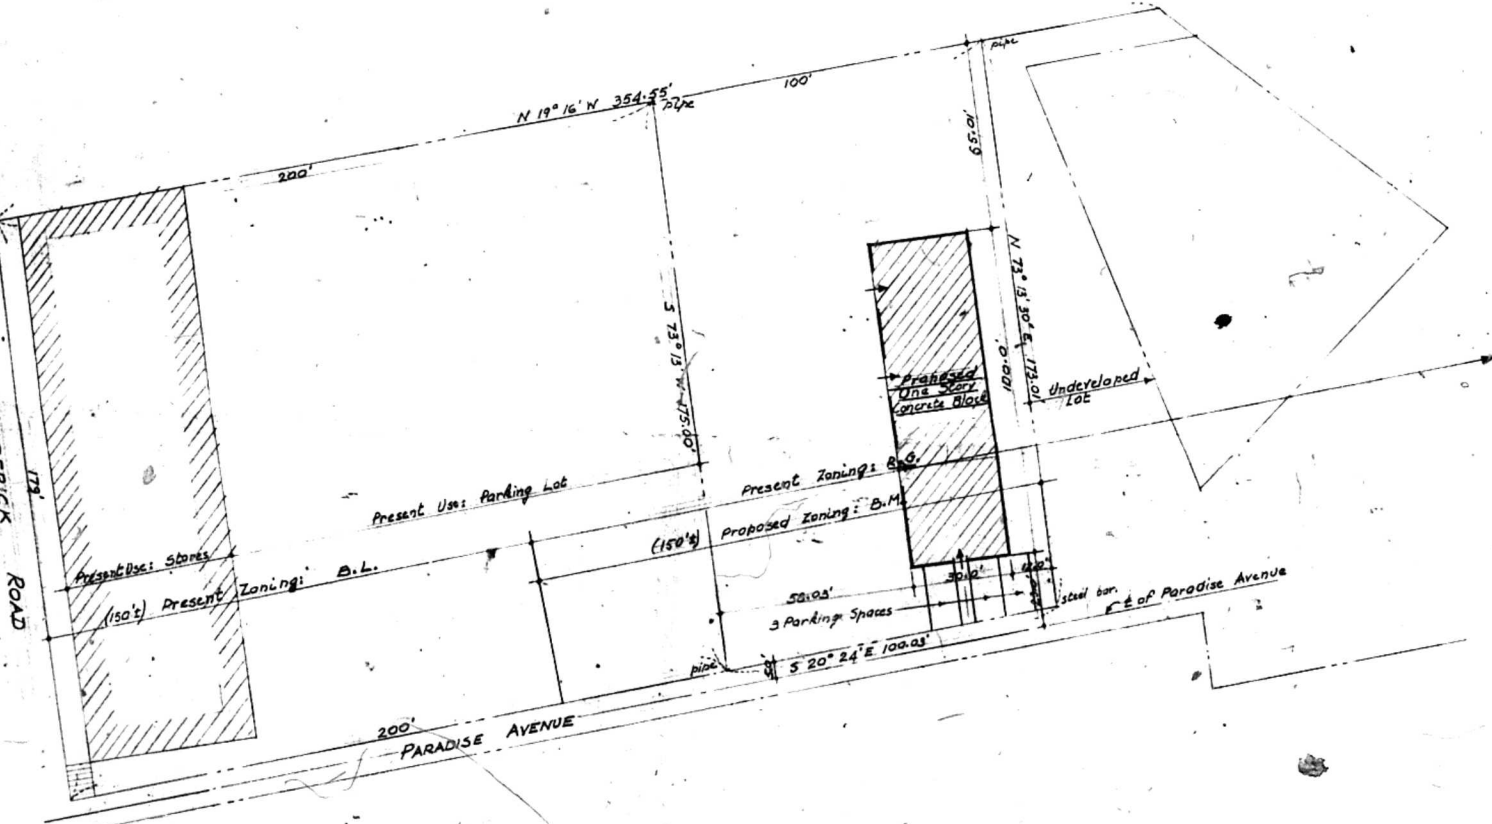 pipe
100'
N 19° 16' W 354.55'
pipe
200'
N 73° 13' 30" E 173.01
S 73° 13' W 175.00'
100.0'
Proposed
One Story
Concrete Block
Undeveloped
Lot
179'
ROAD
Present Use: Parking Lot
Present Zoning: R.G.
(150'±) Proposed Zoning: B.M.
Present Use: Stores
(150'±) Present Zoning: B.L.
58.03'
30.0'
12.0'
3 Parking Spaces
steel bar.
₵ of Paradise Avenue
pipe
S 20° 24' E 100.03'
200'
PARADISE AVENUE